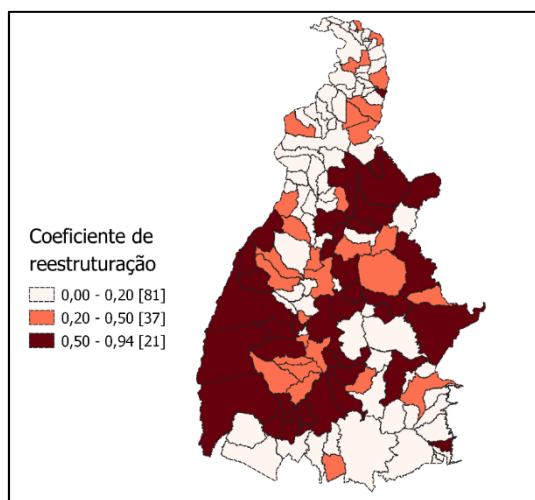 Coeficiente de
reestruturação
0,00 - 0,20 [81]
0,20 - 0,50 [37]
0,50 - 0,94 [21]